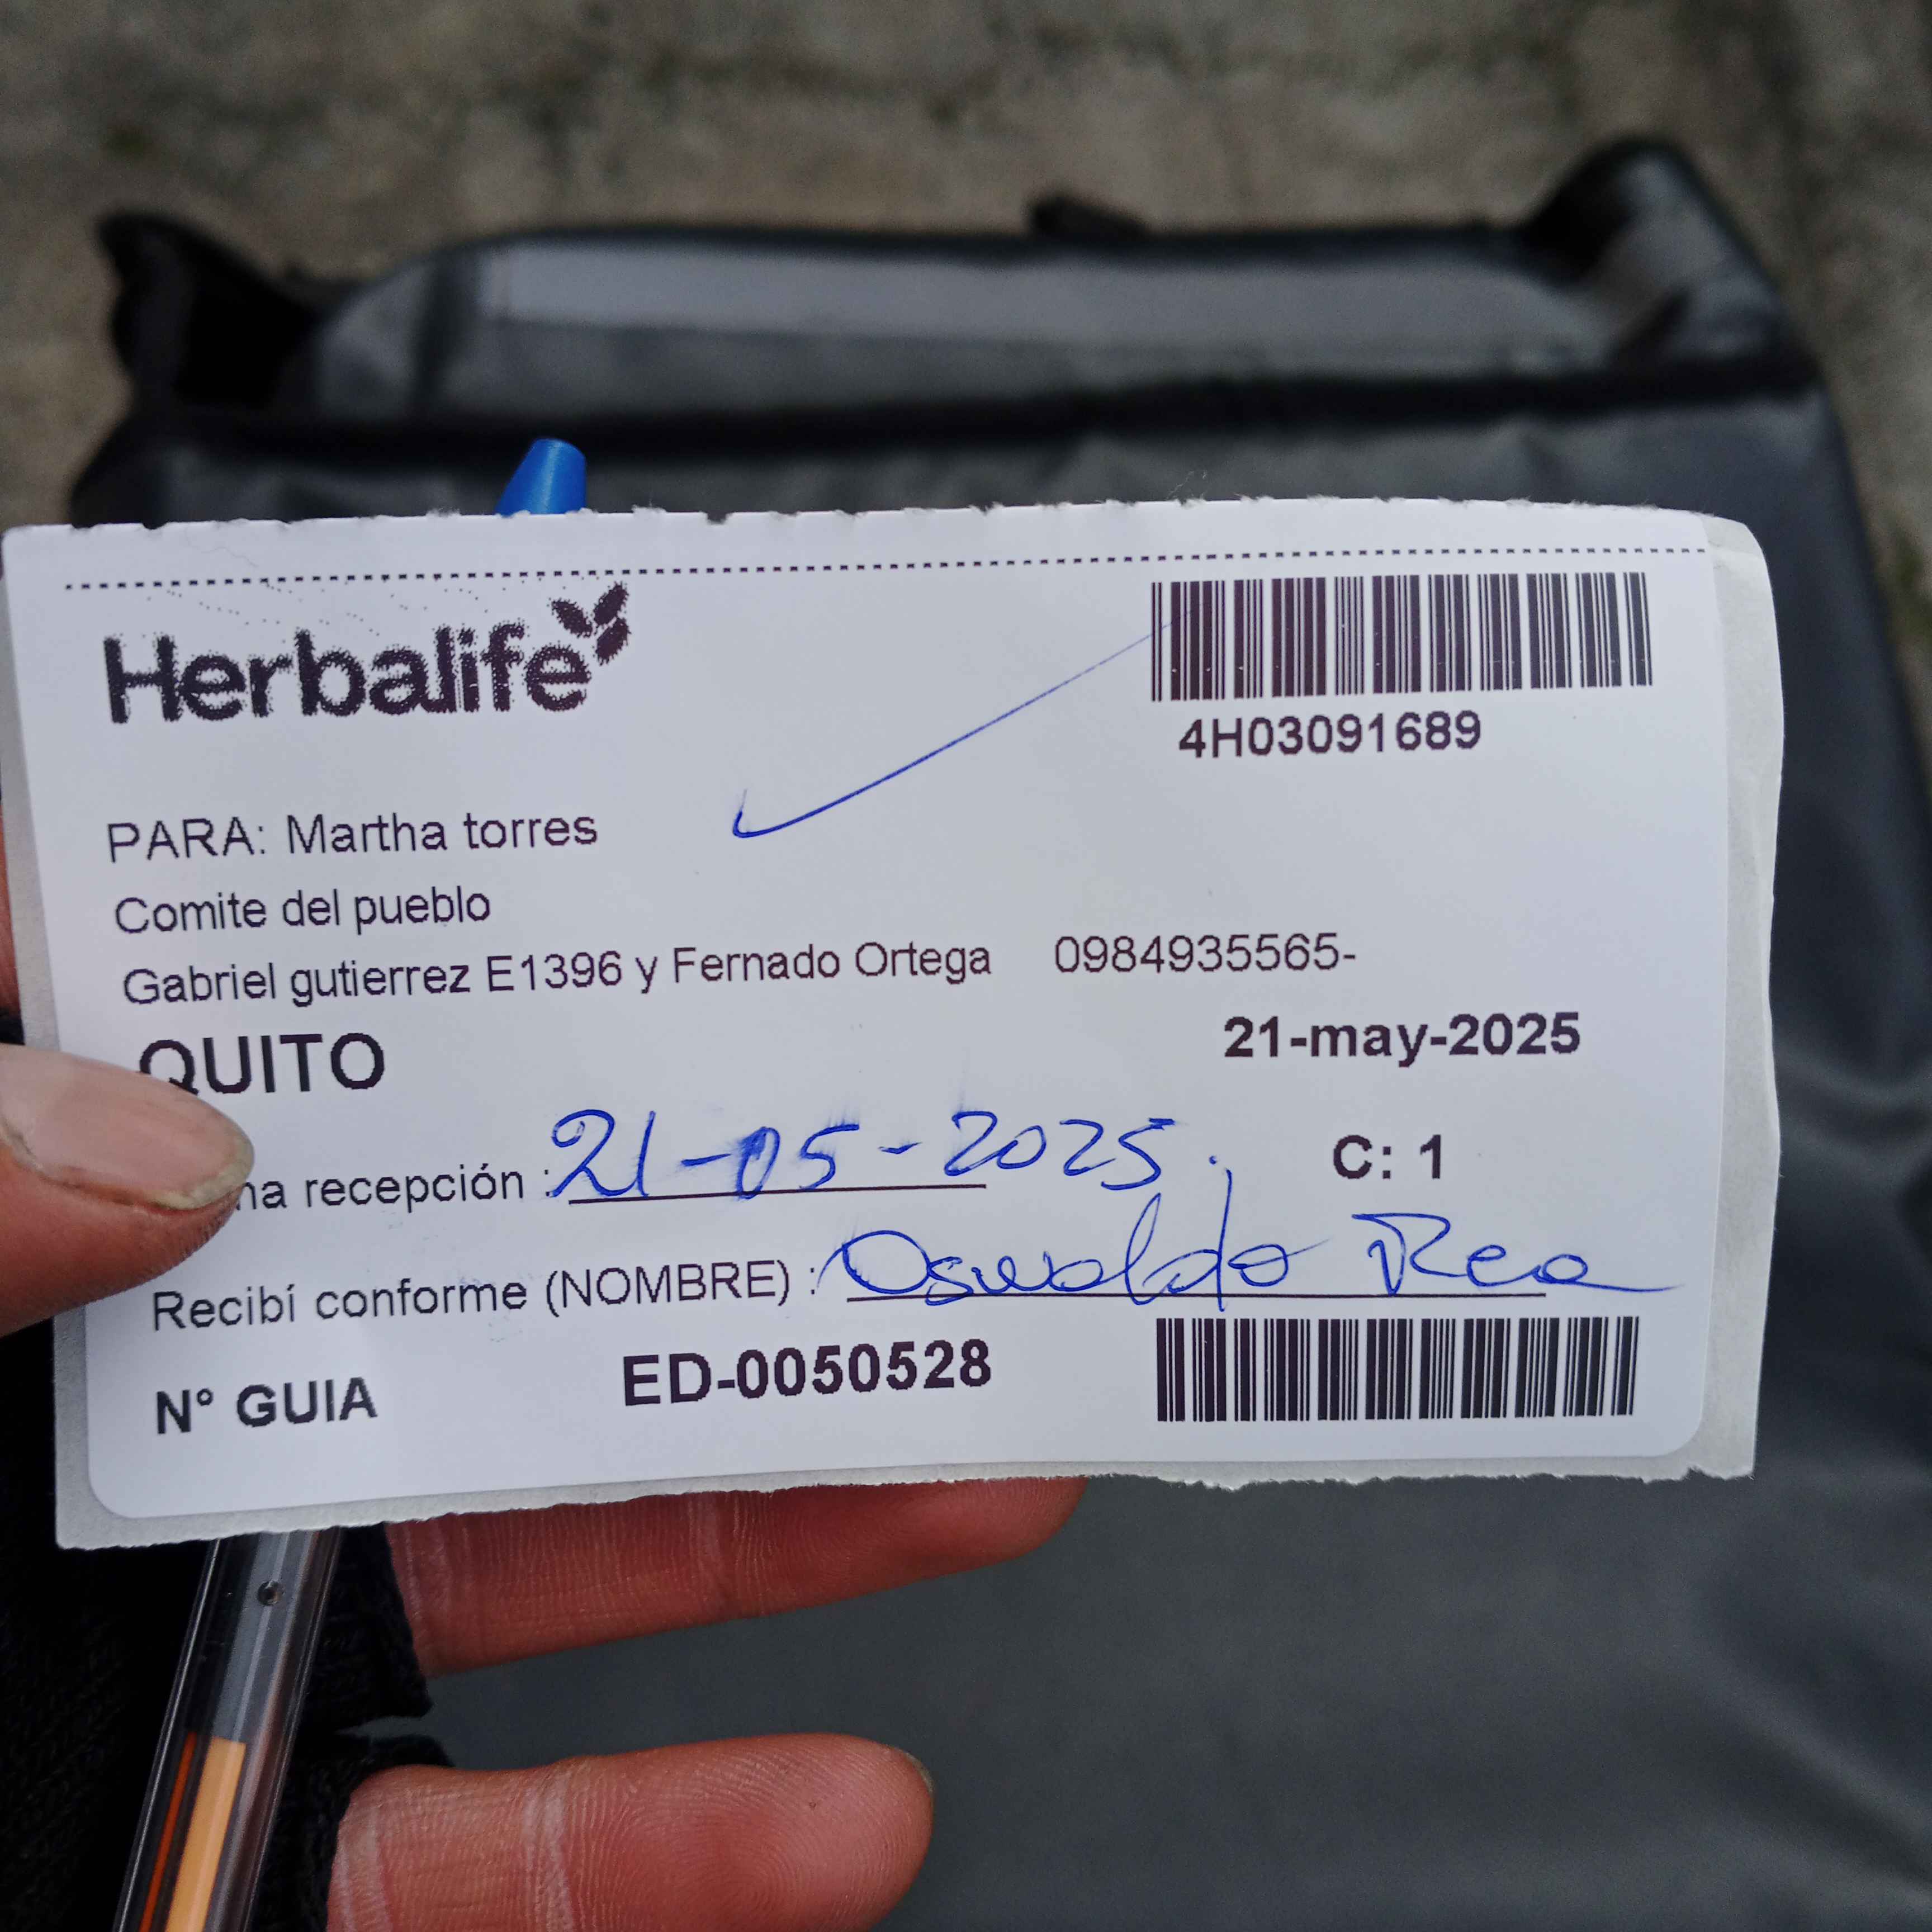 Herbalife
4H03091689
PARA: Martha torres
Comite del pueblo
Gabriel gutierrez E1396 y Fernado Ortega 0984935565-
QUITO 21-may-2025
recepción : 21-05-2025. C: 1
Recibí conforme (NOMBRE) : Oswaldo Rea
N° GUIA ED-0050528